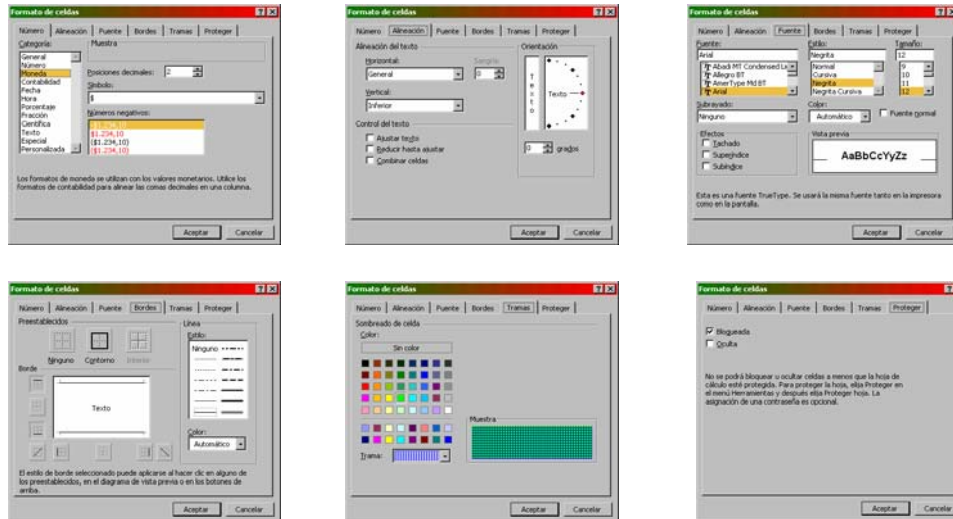 Formato de celdas
Número Alineación Fuente Bordes Tramas Proteger
Categoría:
General
Número
Moneda
Contabilidad
Fecha
Hora
Porcentaje
Fracción
Científica
Texto
Especial
Personalizada
Muestra
Posiciones decimales: 2
Símbolo:
$
Números negativos:
($1.234,10)
$1.234,10
($1.234,10)
($1.234,10)
Los formatos de moneda se utilizan con los valores monetarios. Utilice los
formatos de contabilidad para alinear las comas decimales en una columna.
Aceptar Cancelar
Formato de celdas
Número Alineación Fuente Bordes Tramas Proteger
Alineación del texto
Horizontal:
General
Sangría
0
Vertical:
Inferior
Control del texto
Ajustar texto
Reducir hasta ajustar
Combinar celdas
Orientación
Texto
Texto
0 grados
Aceptar Cancelar
Formato de celdas
Número Alineación Fuente Bordes Tramas Proteger
Fuente:
Arial
Abadi MT Condensed Li
Allegro BT
AmerType Md BT
Arial
Estilo:
Negrita
Normal
Cursiva
Negrita
Negrita Cursiva
Tamaño:
12
9
10
11
12
Subrayado:
Ninguno
Color:
Automático
Fuente normal
Efectos
Tachado
Superíndice
Subíndice
Vista previa
AaBbCcYyZz
Esta es una fuente TrueType. Se usará la misma fuente tanto en la impresora
como en la pantalla.
Aceptar Cancelar
Formato de celdas
Número Alineación Fuente Bordes Tramas Proteger
Preestablecidos
Ninguno Contorno Interior
Borde
Texto
Línea
Estilo:
Ninguno
Color:
Automático
El estilo de borde seleccionado puede aplicarse al hacer clic en alguno de
los preestablecidos, en el diagrama de vista previa o en los botones de
arriba.
Aceptar Cancelar
Formato de celdas
Número Alineación Fuente Bordes Tramas Proteger
Sombreado de celda
Color:
Sin color
Trama:
Muestra
Aceptar Cancelar
Formato de celdas
Número Alineación Fuente Bordes Tramas Proteger
Bloqueada
Oculta
No se podrá bloquear u ocultar celdas a menos que la hoja de
cálculo esté protegida. Para proteger la hoja, elija Proteger en
el menú Herramientas y después elija Proteger hoja. La
asignación de una contraseña es opcional.
Aceptar Cancelar